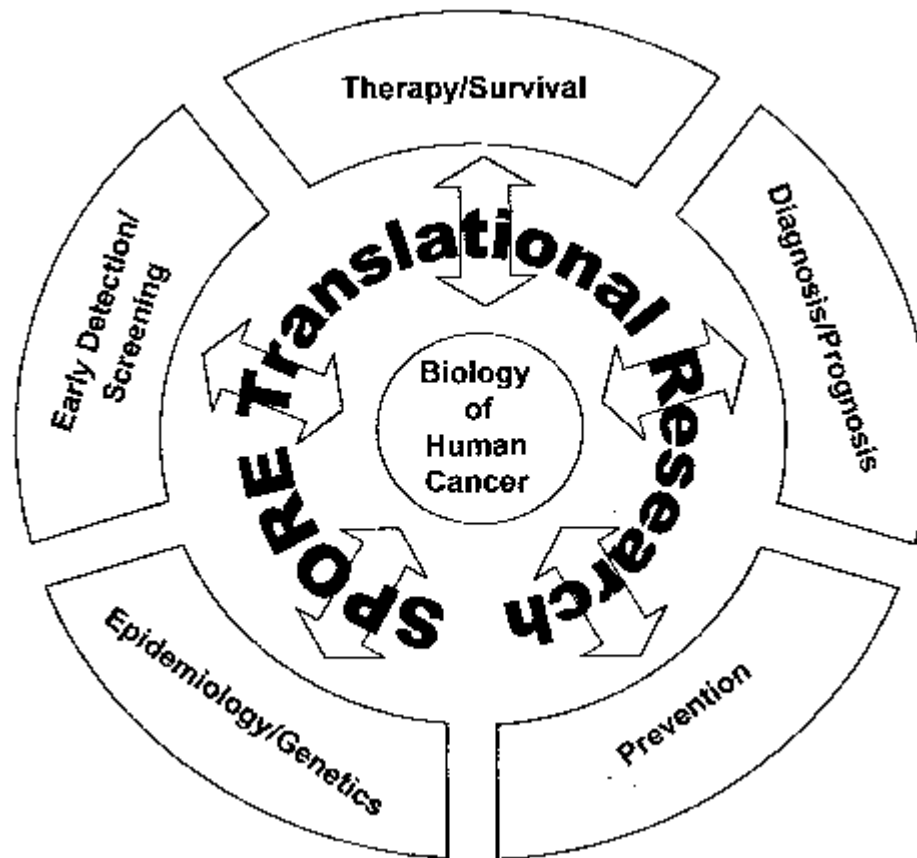 Therapy/Survival
Diagnosis/Prognosis
Prevention
Epidemiology/Genetics
Early Detection/
Screening
SPORE Translational Research
Biology
of
Human
Cancer